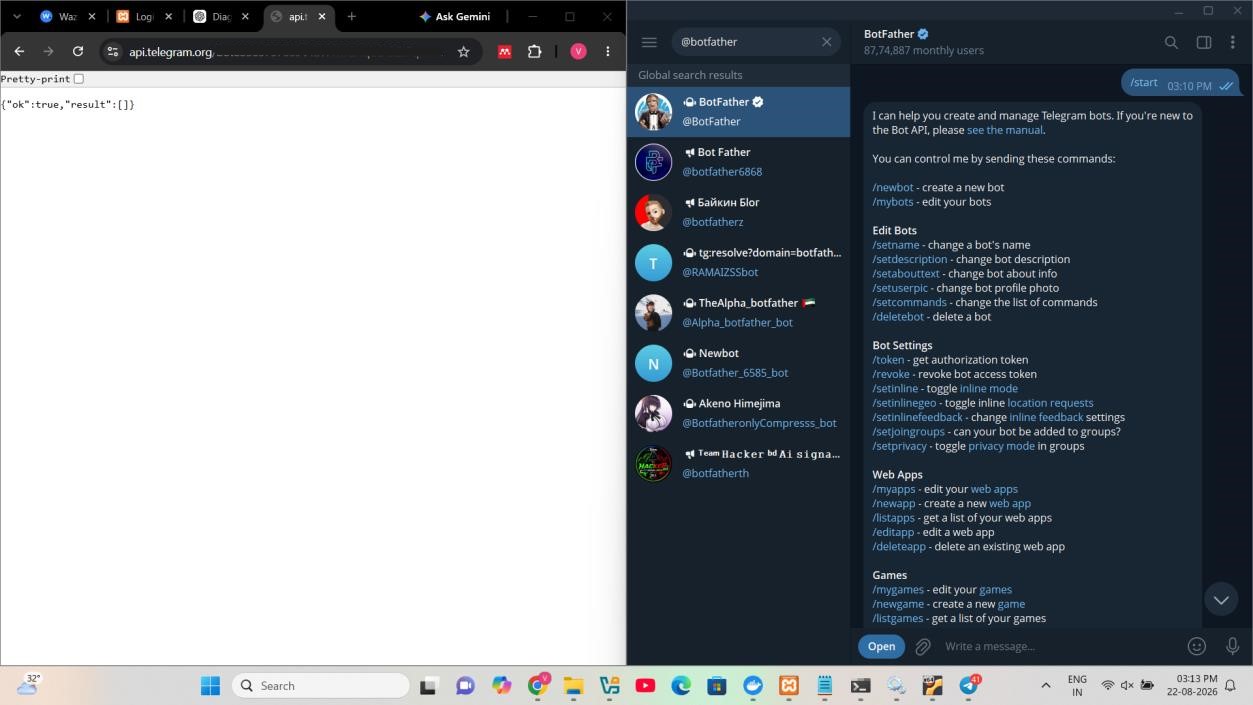 Waz
Log
Diag
api.t
Ask Gemini
api.telegram.org
V
Pretty-print
{"ok":true,"result":[]}
@botfather
Global search results
BotFather
@BotFather
Bot Father
@botfather6868
Байкин Блог
@botfatherz
T
tg:resolve?domain=botfath...
@RAMAIZSSbot
TheAlpha_botfather
@Alpha_botfather_bot
N
Newbot
@Botfather_6585_bot
Akeno Himejima
@BotfatheronlyCompresss_bot
ᵀᵉᵃᵐ Hacker ᵇᵈ Ai signa...
@botfatherth
BotFather
87,74,887 monthly users
/start 03:10 PM
I can help you create and manage Telegram bots. If you're new to
the Bot API, please see the manual.
You can control me by sending these commands:
/newbot - create a new bot
/mybots - edit your bots
Edit Bots
/setname - change a bot's name
/setdescription - change bot description
/setabouttext - change bot about info
/setuserpic - change bot profile photo
/setcommands - change the list of commands
/deletebot - delete a bot
Bot Settings
/token - get authorization token
/revoke - revoke bot access token
/setinline - toggle inline mode
/setinlinegeo - toggle inline location requests
/setinlinefeedback - change inline feedback settings
/setjoingroups - can your bot be added to groups?
/setprivacy - toggle privacy mode in groups
Web Apps
/myapps - edit your web apps
/newapp - create a new web app
/listapps - get a list of your web apps
/editapp - edit a web app
/deleteapp - delete an existing web app
Games
/mygames - edit your games
/newgame - create a new game
/listgames - get a list of your games
Open
Write a message...
32°
Search
41
ENG
IN
03:13 PM
22-08-2026